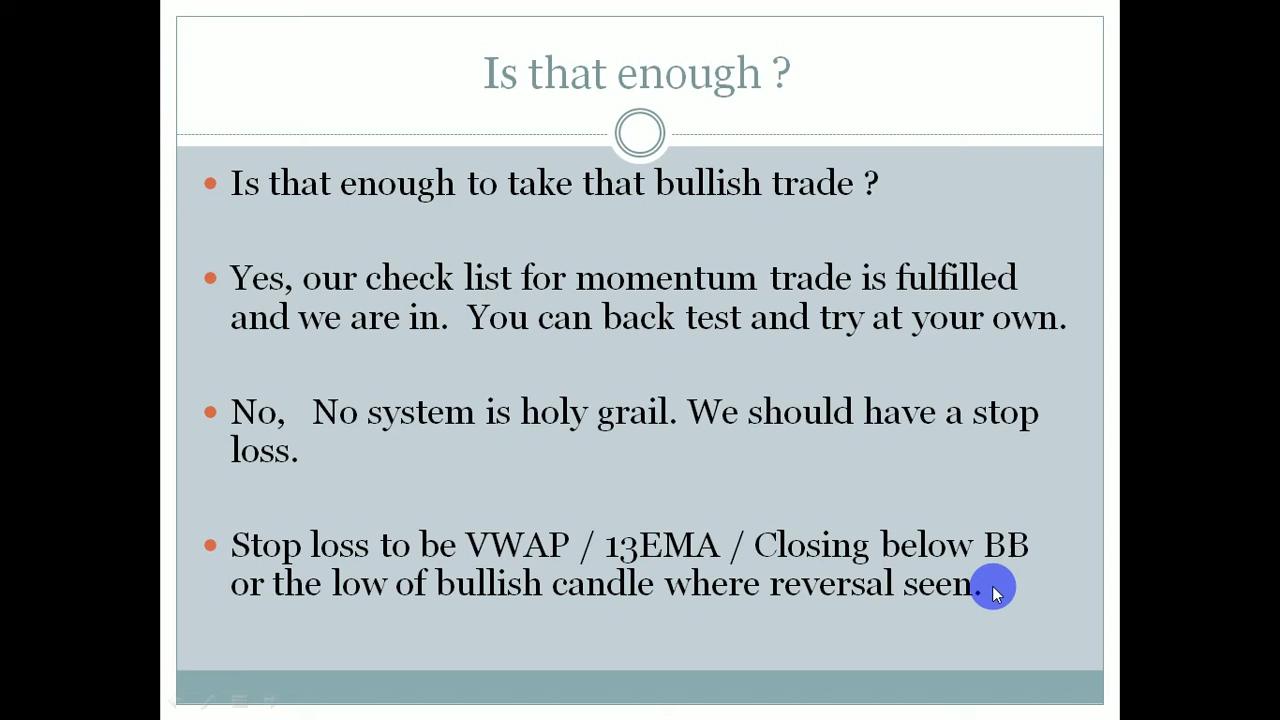 Is that enough ?
• Is that enough to take that bullish trade ?
• Yes, our check list for momentum trade is fulfilled
and we are in.  You can back test and try at your own.
• No,   No system is holy grail. We should have a stop
loss.
• Stop loss to be VWAP / 13EMA / Closing below BB
or the low of bullish candle where reversal seen.